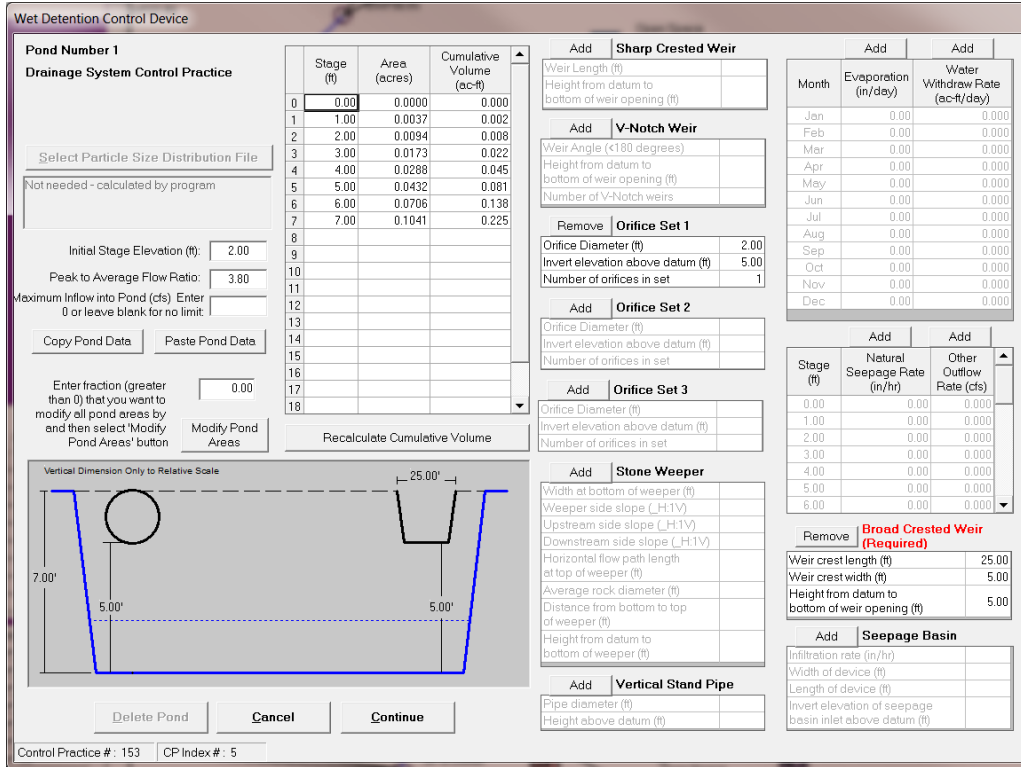 Wet Detention Control Device
Pond Number 1
Drainage System Control Practice
Select Particle Size Distribution File
Not needed - calculated by program
Initial Stage Elevation (ft): 2.00
Peak to Average Flow Ratio: 3.80
Maximum Inflow into Pond (cfs) Enter
0 or leave blank for no limit:
Copy Pond Data Paste Pond Data
Enter fraction (greater
than 0) that you want to
modify all pond areas by
and then select 'Modify
Pond Areas' button
0.00
Modify Pond
Areas
Stage
(ft)
Area
(acres)
Cumulative
Volume
(ac-ft)
0 0.00 0.0000 0.000
1 1.00 0.0037 0.002
2 2.00 0.0094 0.008
3 3.00 0.0173 0.022
4 4.00 0.0288 0.045
5 5.00 0.0432 0.081
6 6.00 0.0706 0.138
7 7.00 0.1041 0.225
8
9
10
11
12
13
14
15
16
17
18
Recalculate Cumulative Volume
Vertical Dimension Only to Relative Scale
25.00'
7.00'
5.00'
5.00'
Delete Pond Cancel Continue
Control Practice # : 153 CP Index # : 5
Add Sharp Crested Weir
Weir Length (ft)
Height from datum to
bottom of weir opening (ft)
Add V-Notch Weir
Weir Angle (<180 degrees)
Height from datum to
bottom of weir opening (ft)
Number of V-Notch weirs
Remove Orifice Set 1
Orifice Diameter (ft) 2.00
Invert elevation above datum (ft) 5.00
Number of orifices in set 1
Add Orifice Set 2
Orifice Diameter (ft)
Invert elevation above datum (ft)
Number of orifices in set
Add Orifice Set 3
Orifice Diameter (ft)
Invert elevation above datum (ft)
Number of orifices in set
Add Stone Weeper
Width at bottom of weeper (ft)
Weeper side slope (_H:1V)
Upstream side slope (_H:1V)
Downstream side slope (_H:1V)
Horizontal flow path length
at top of weeper (ft)
Average rock diameter (ft)
Distance from bottom to top
of weeper (ft)
Height from datum to
bottom of weeper (ft)
Add Vertical Stand Pipe
Pipe diameter (ft)
Height above datum (ft)
Add Add
Month
Evaporation
(in/day)
Water
Withdraw Rate
(ac-ft/day)
Jan 0.00 0.000
Feb 0.00 0.000
Mar 0.00 0.000
Apr 0.00 0.000
May 0.00 0.000
Jun 0.00 0.000
Jul 0.00 0.000
Aug 0.00 0.000
Sep 0.00 0.000
Oct 0.00 0.000
Nov 0.00 0.000
Dec 0.00 0.000
Add Add
Stage
(ft)
Natural
Seepage Rate
(in/hr)
Other
Outflow
Rate (cfs)
0.00 0.00 0.000
1.00 0.00 0.000
2.00 0.00 0.000
3.00 0.00 0.000
4.00 0.00 0.000
5.00 0.00 0.000
6.00 0.00 0.000
Remove Broad Crested Weir
(Required)
Weir crest length (ft) 25.00
Weir crest width (ft) 5.00
Height from datum to
bottom of weir opening (ft) 5.00
Add Seepage Basin
Infiltration rate (in/hr)
Width of device (ft)
Length of device (ft)
Invert elevation of seepage
basin inlet above datum (ft)